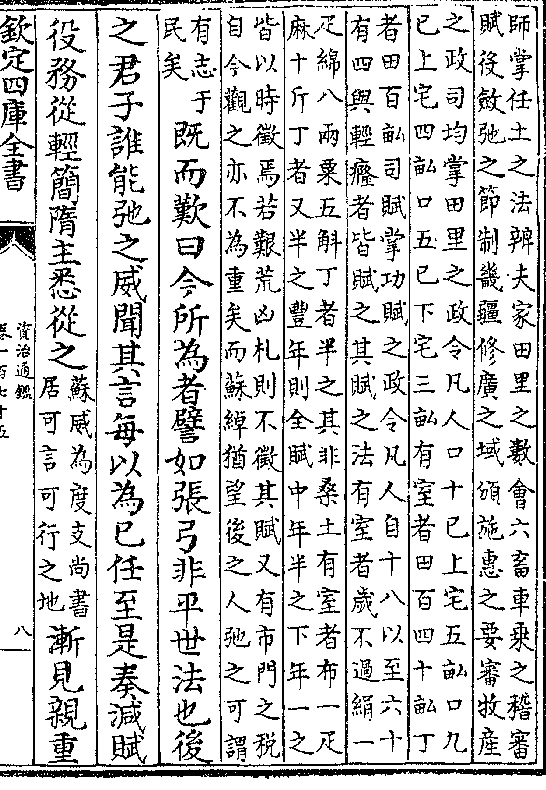 師掌任土之法辨夫家田里之數會六畜車乘之稽審
賦役斂弛之節制畿疆修廣之域頒施惠之要審牧產
之政司均掌田里之政令凡人口十已上宅五畝口九
已上宅四畝口五已下宅三畝有室者田百四十畝丁
者田百畝司賦掌功賦之政令凡人自十八以至六十
有四與輕癃者皆賦之其賦之法有室者歲不過絹一
疋綿八兩粟五斛丁者半之其非桑土有室者布一疋
麻十斤丁者又半之豐年則全賦中年半之下年一之
皆以時徵焉若艱荒凶札則不徵其賦又有市門之税
自今觀之亦不為重矣而蘇綽猶望後之人弛之可謂
有志于
民矣
既而歎曰今所為者譬如張弓非平世法也後
之君子誰能弛之威聞其言每以為已任至是奏減賦
役務從輕簡隋主悉從之
蘇威為度支尚書
居可言可行之地
漸見親重
欽定四庫全書
資治通鑑
卷一百七十五
八